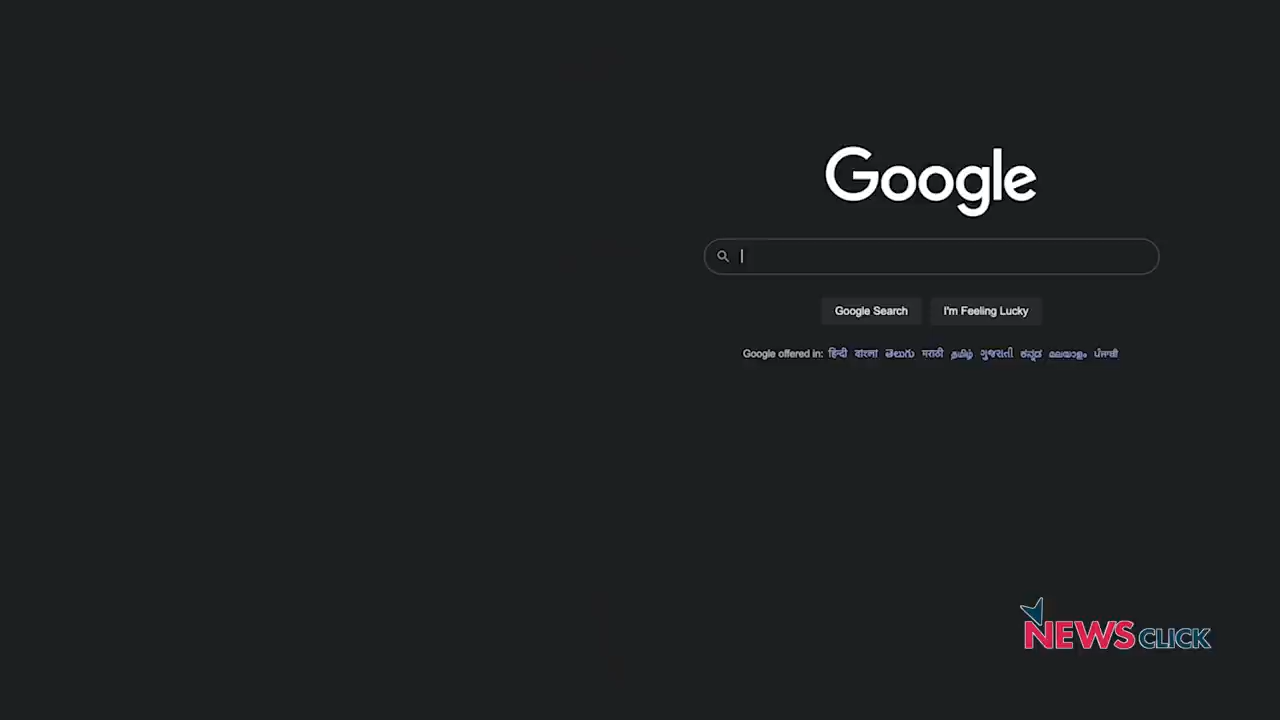 Google
Google Search I'm Feeling Lucky
Google offered in: हिन्दी বাংলা తెలుగు मराठी தமிழ் ગુજરાતી ಕನ್ನಡ മലയാളം ਪੰਜਾਬੀ
NEWSCLICK